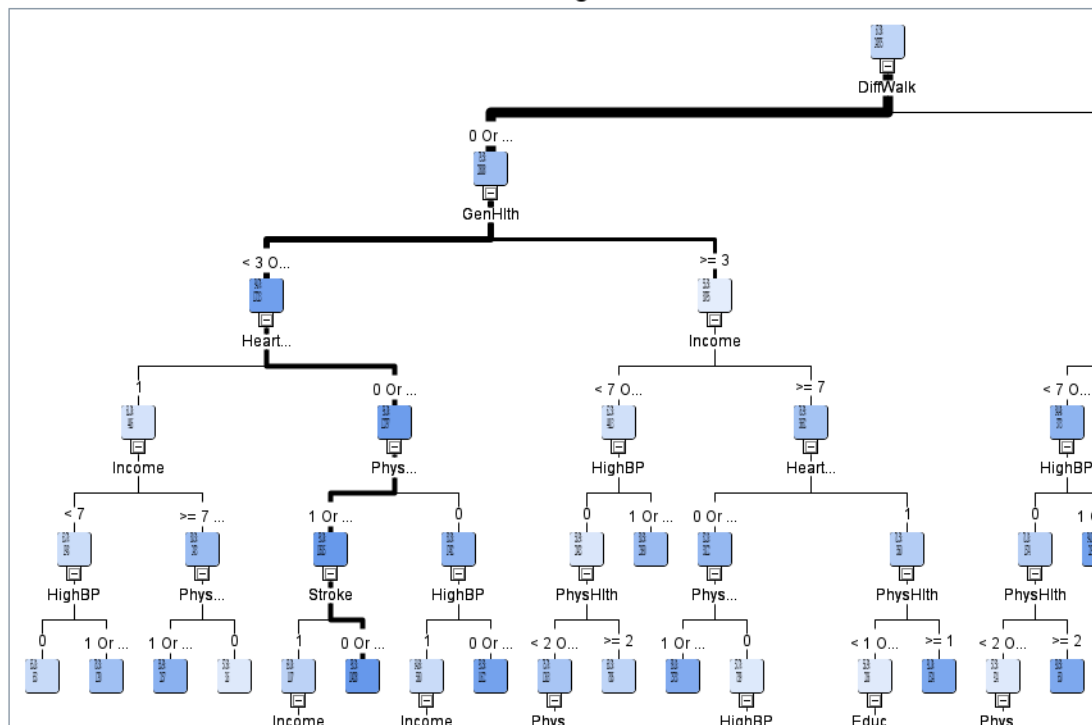 DiffWalk
0 Or ...
GenHlth
< 3 O... >= 3
Heart... Income
1 0 Or ... < 7 O... >= 7 < 7 O...
Income Phys... HighBP Heart... HighBP
< 7 >= 7 ... 1 Or ... 0 0 1 Or ... 0 Or ... 1 0
HighBP Phys... Stroke HighBP PhysHlth Phys... PhysHlth PhysHlth
0 1 Or ... 1 Or ... 0 1 0 Or ... 1 0 Or ... < 2 O... >= 2 1 Or ... 0 < 1 O... >= 1 < 2 O... >= 2
Income Income Phys HighBP Educ Phys